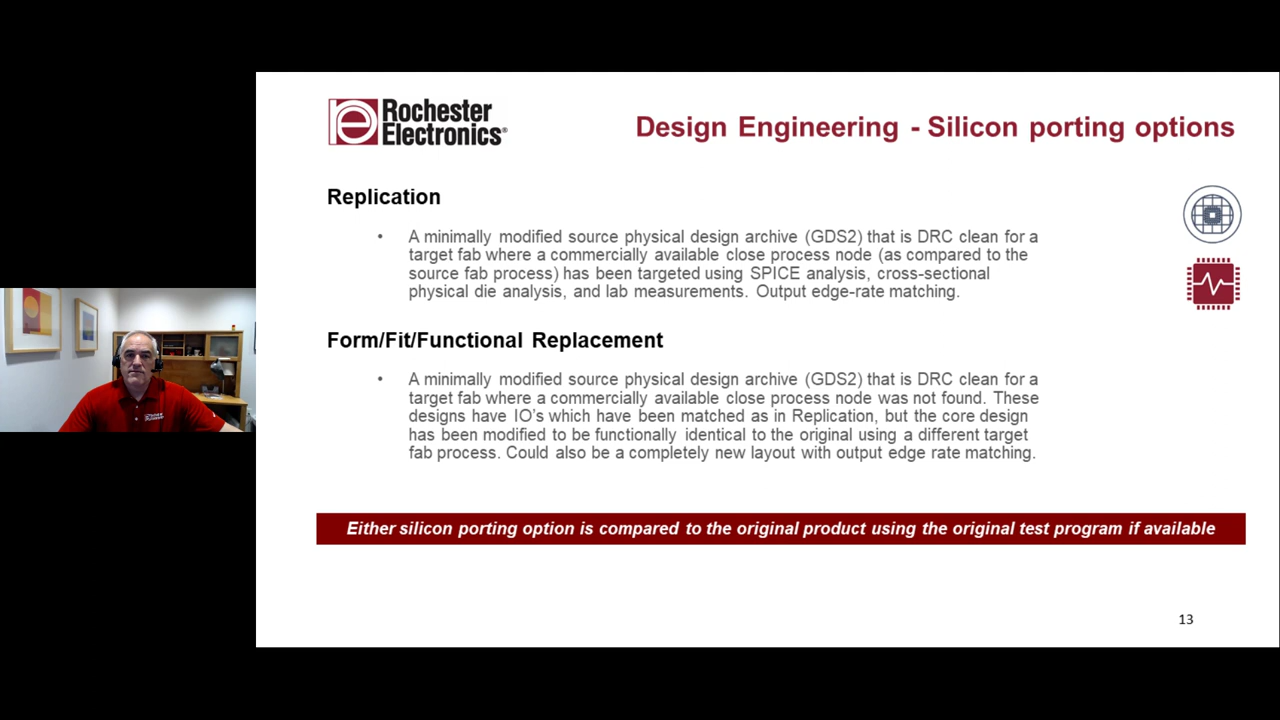 Rochester
Electronics®
Design Engineering - Silicon porting options
Replication
• A minimally modified source physical design archive (GDS2) that is DRC clean for a
target fab where a commercially available close process node (as compared to the
source fab process) has been targeted using SPICE analysis, cross-sectional
physical die analysis, and lab measurements. Output edge-rate matching.
Form/Fit/Functional Replacement
• A minimally modified source physical design archive (GDS2) that is DRC clean for a
target fab where a commercially available close process node was not found. These
designs have IO's which have been matched as in Replication, but the core design
has been modified to be functionally identical to the original using a different target
fab process. Could also be a completely new layout with output edge rate matching.
Either silicon porting option is compared to the original product using the original test program if available
13